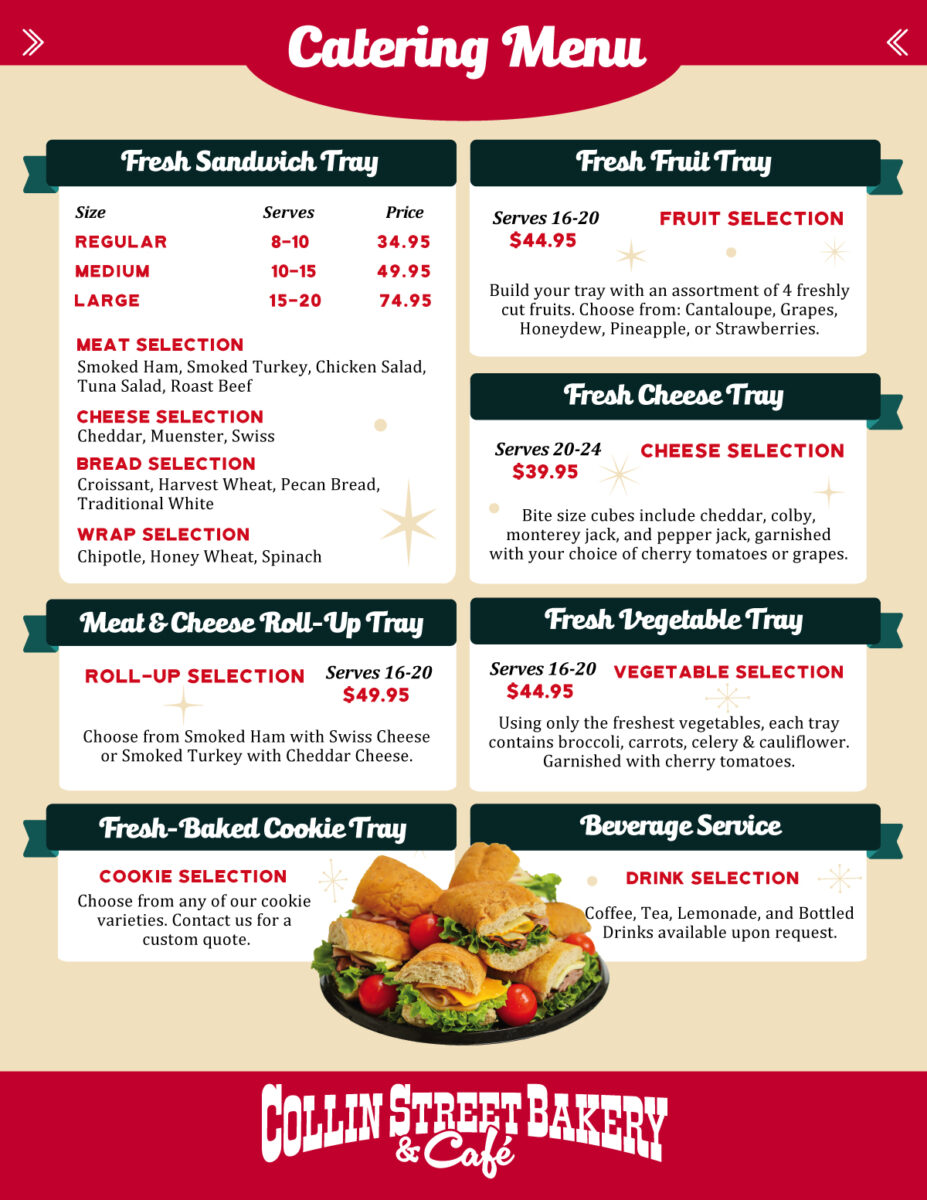 Catering Menu
Fresh Sandwich Tray
Size Serves Price
REGULAR 8-10 34.95
MEDIUM 10-15 49.95
LARGE 15-20 74.95
MEAT SELECTION
Smoked Ham, Smoked Turkey, Chicken Salad,
Tuna Salad, Roast Beef
CHEESE SELECTION
Cheddar, Muenster, Swiss
BREAD SELECTION
Croissant, Harvest Wheat, Pecan Bread,
Traditional White
WRAP SELECTION
Chipotle, Honey Wheat, Spinach
Meat & Cheese Roll-Up Tray
ROLL-UP SELECTION Serves 16-20
$49.95
Choose from Smoked Ham with Swiss Cheese
or Smoked Turkey with Cheddar Cheese.
Fresh-Baked Cookie Tray
COOKIE SELECTION
Choose from any of our cookie
varieties. Contact us for a
custom quote.
Fresh Fruit Tray
Serves 16-20 FRUIT SELECTION
$44.95
Build your tray with an assortment of 4 freshly
cut fruits. Choose from: Cantaloupe, Grapes,
Honeydew, Pineapple, or Strawberries.
Fresh Cheese Tray
Serves 20-24 CHEESE SELECTION
$39.95
Bite size cubes include cheddar, colby,
monterey jack, and pepper jack, garnished
with your choice of cherry tomatoes or grapes.
Fresh Vegetable Tray
Serves 16-20 VEGETABLE SELECTION
$44.95
Using only the freshest vegetables, each tray
contains broccoli, carrots, celery & cauliflower.
Garnished with cherry tomatoes.
Beverage Service
DRINK SELECTION
Coffee, Tea, Lemonade, and Bottled
Drinks available upon request.
COLLIN STREET BAKERY
& Café